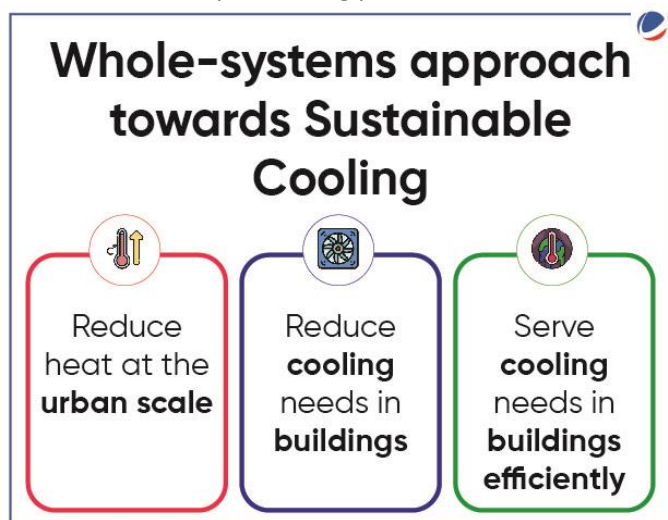 Whole-systems approach
towards Sustainable
Cooling
Reduce
heat at the
urban scale
Reduce
cooling
needs in
buildings
Serve
cooling
needs in
buildings
efficiently